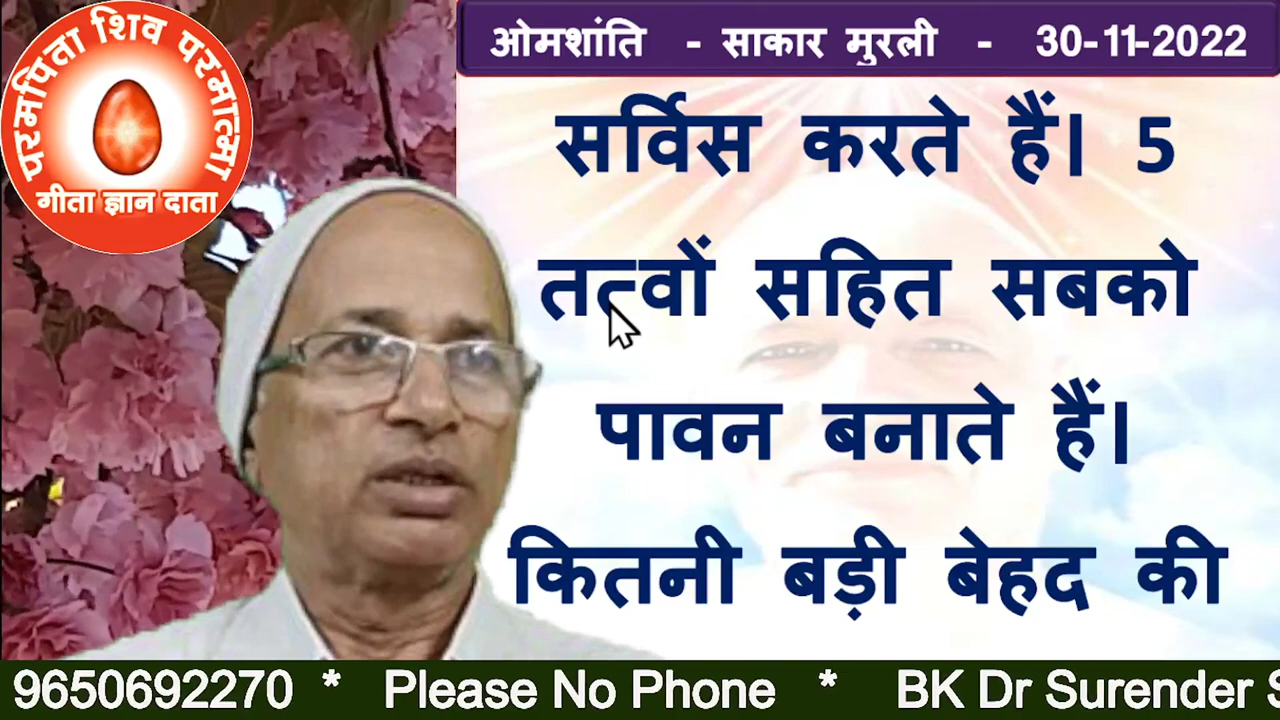 परमपिता शिव परमात्मा
गीता ज्ञान दाता
ओमशांति - साकार मुरली - 30-11-2022
सर्विस करते हैं। 5
तत्वों सहित सबको
पावन बनाते हैं।
कितनी बड़ी बेहद की
9650692270 * Please No Phone * BK Dr Surender S